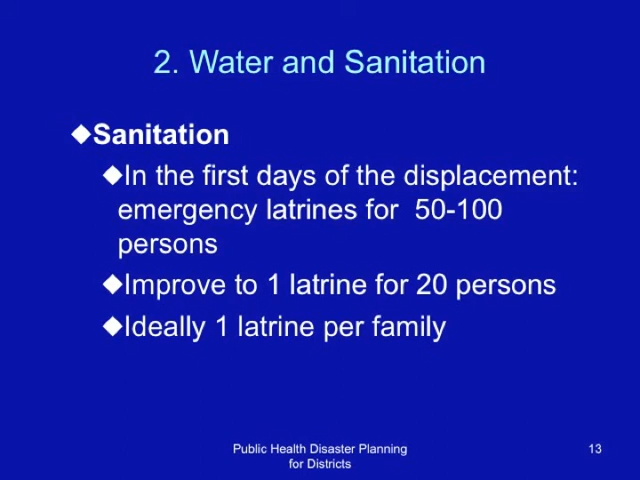 2. Water and Sanitation
◆Sanitation
◆In the first days of the displacement:
emergency latrines for 50-100
persons
◆Improve to 1 latrine for 20 persons
◆Ideally 1 latrine per family
Public Health Disaster Planning
for Districts
13